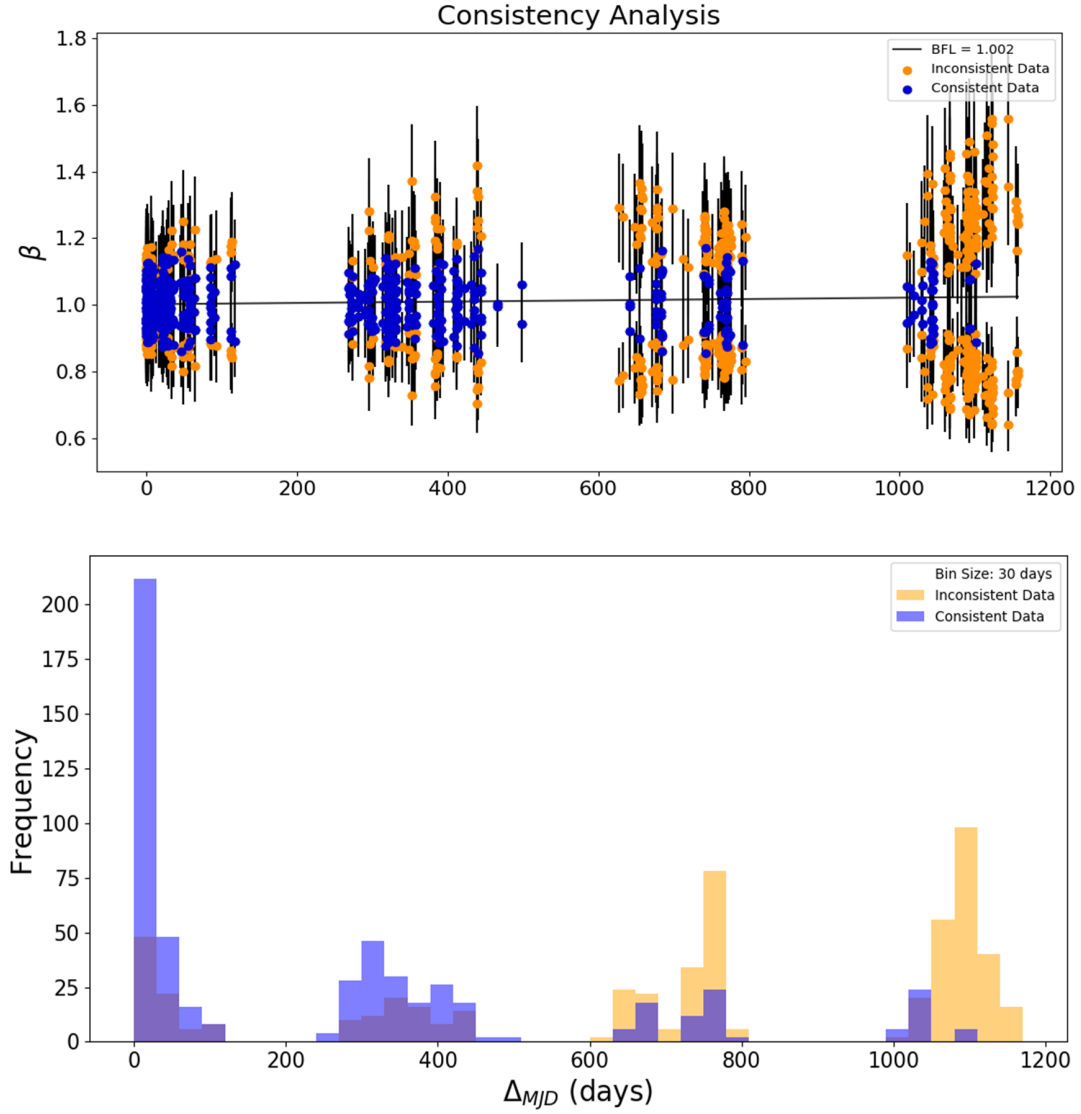 Consistency Analysis
1.8
1.6
1.4
1.2
1.0
0.8
0.6
β
BFL = 1.002
Inconsistent Data
Consistent Data
0 200 400 600 800 1000 1200
200
175
150
125
100
75
50
25
0
Frequency
Bin Size: 30 days
Inconsistent Data
Consistent Data
0 200 400 600 800 1000 1200
Δ_MJD (days)